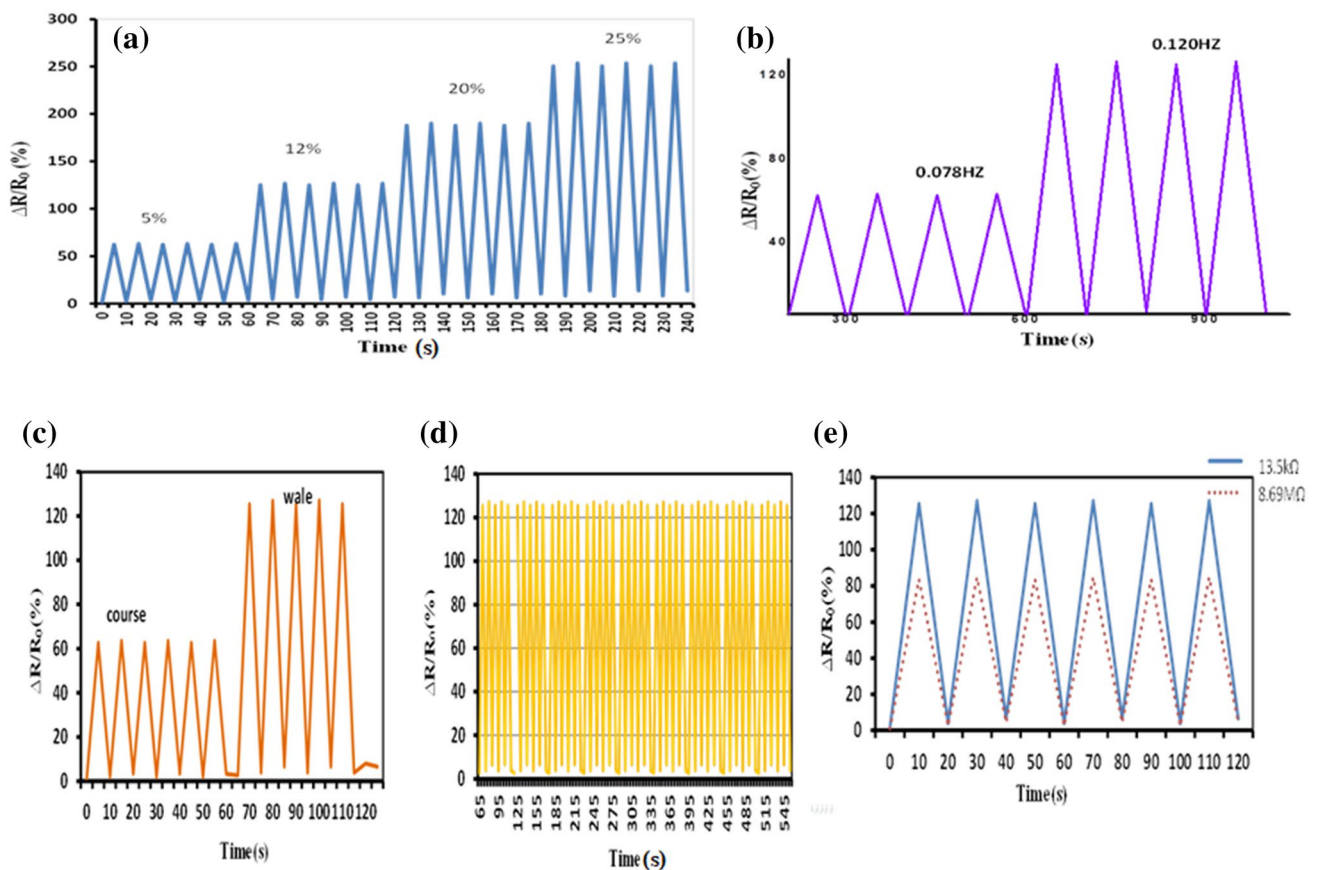 (a)
300
250
200
150
100
50
0
ΔR/R₀ (%)
5%
12%
20%
25%
0 10 20 30 40 50 60 70 80 90 100 110 120 130 140 150 160 170 180 190 200 210 220 230 240
Time (s)
(b)
120
80
40
ΔR/R₀ (%)
0.078HZ
0.120HZ
300 600 900
Time (s)
(c)
140
120
100
80
60
40
20
0
ΔR/R₀ (%)
course
wale
0 10 20 30 40 50 60 70 80 90 100 110 120
Time (s)
(d)
140
120
100
80
60
40
20
0
ΔR/R₀ (%)
65 95 125 155 185 215 245 275 305 335 365 395 425 455 485 515 545
Time (s)
(e)
13.5kΩ
8.69MΩ
140
120
100
80
60
40
20
0
ΔR/R₀ (%)
0 10 20 30 40 50 60 70 80 90 100 110 120
Time (s)